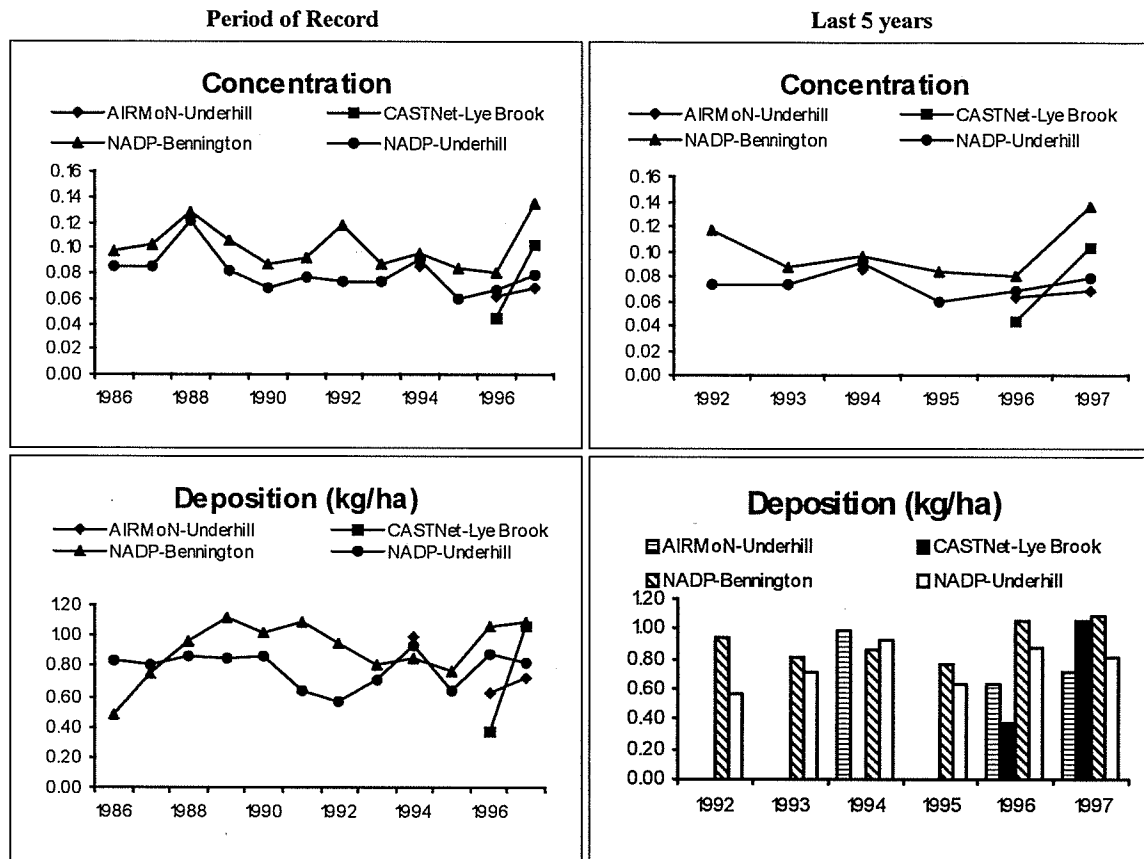 Period of Record
Last 5 years
Concentration
AIRMoN-Underhill CASTNet-Lye Brook
NADP-Bennington NADP-Underhill
0.16
0.14
0.12
0.10
0.08
0.06
0.04
0.02
0.00
1986 1988 1990 1992 1994 1996
Concentration
AIRMoN-Underhill CASTNet-Lye Brook
NADP-Bennington NADP-Underhill
0.16
0.14
0.12
0.10
0.08
0.06
0.04
0.02
0.00
1992 1993 1994 1995 1996 1997
Deposition (kg/ha)
AIRMoN-Underhill CASTNet-Lye Brook
NADP-Bennington NADP-Underhill
1.20
1.00
0.80
0.60
0.40
0.20
0.00
1986 1988 1990 1992 1994 1996
Deposition (kg/ha)
AIRMoN-Underhill CASTNet-Lye Brook
NADP-Bennington NADP-Underhill
1.20
1.00
0.80
0.60
0.40
0.20
0.00
1992 1993 1994 1995 1996 1997